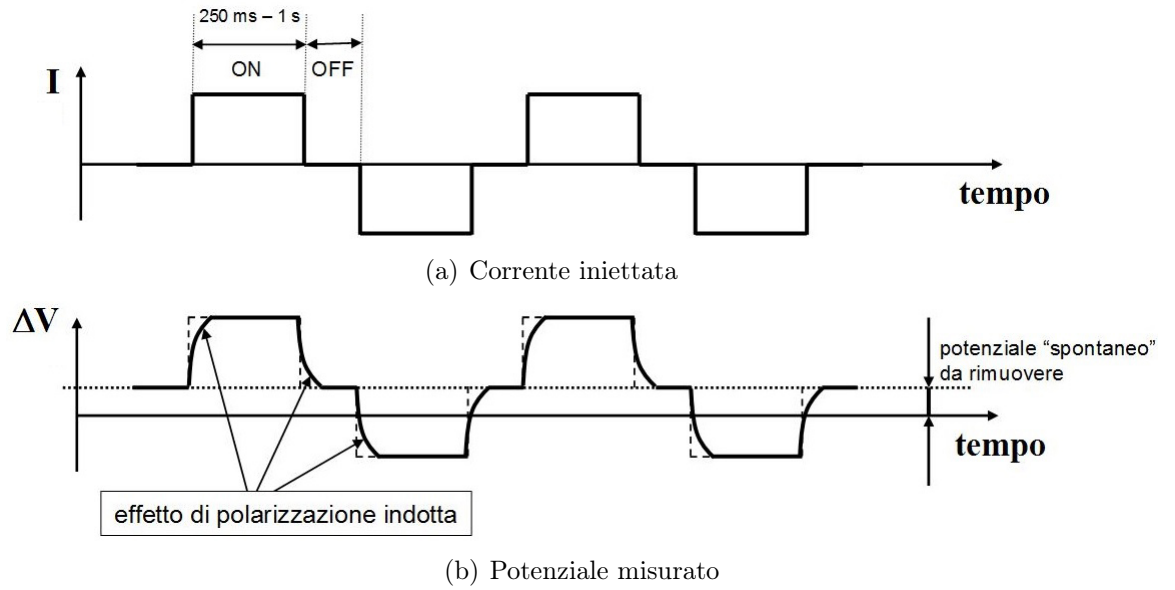 250 ms – 1 s
ON OFF
I
tempo
(a) Corrente iniettata
ΔV
potenziale “spontaneo”
da rimuovere
tempo
effetto di polarizzazione indotta
(b) Potenziale misurato